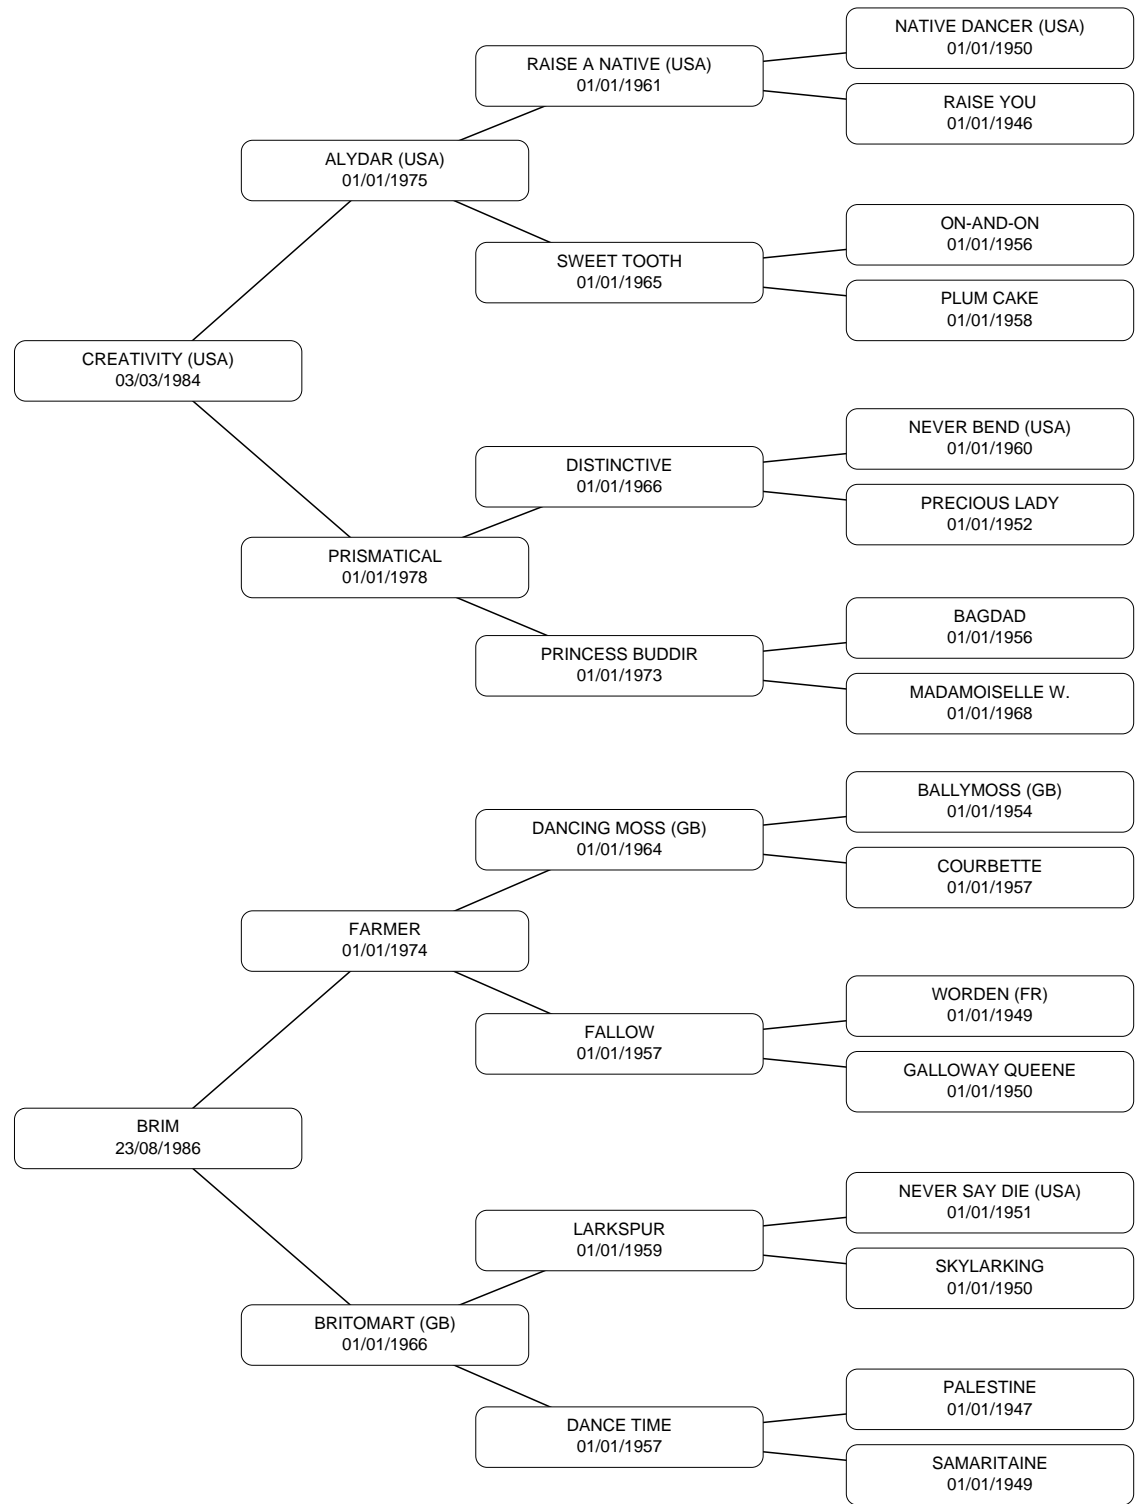 NATIVE DANCER (USA)
01/01/1950
RAISE A NATIVE (USA)
01/01/1961
RAISE YOU
01/01/1946
ALYDAR (USA)
01/01/1975
ON-AND-ON
01/01/1956
SWEET TOOTH
01/01/1965
PLUM CAKE
01/01/1958
CREATIVITY (USA)
03/03/1984
NEVER BEND (USA)
01/01/1960
DISTINCTIVE
01/01/1966
PRECIOUS LADY
01/01/1952
PRISMATICAL
01/01/1978
BAGDAD
01/01/1956
PRINCESS BUDDIR
01/01/1973
MADAMOISELLE W.
01/01/1968
BALLYMOSS (GB)
01/01/1954
DANCING MOSS (GB)
01/01/1964
COURBETTE
01/01/1957
FARMER
01/01/1974
WORDEN (FR)
01/01/1949
FALLOW
01/01/1957
GALLOWAY QUEENE
01/01/1950
BRIM
23/08/1986
NEVER SAY DIE (USA)
01/01/1951
LARKSPUR
01/01/1959
SKYLARKING
01/01/1950
BRITOMART (GB)
01/01/1966
PALESTINE
01/01/1947
DANCE TIME
01/01/1957
SAMARITAINE
01/01/1949